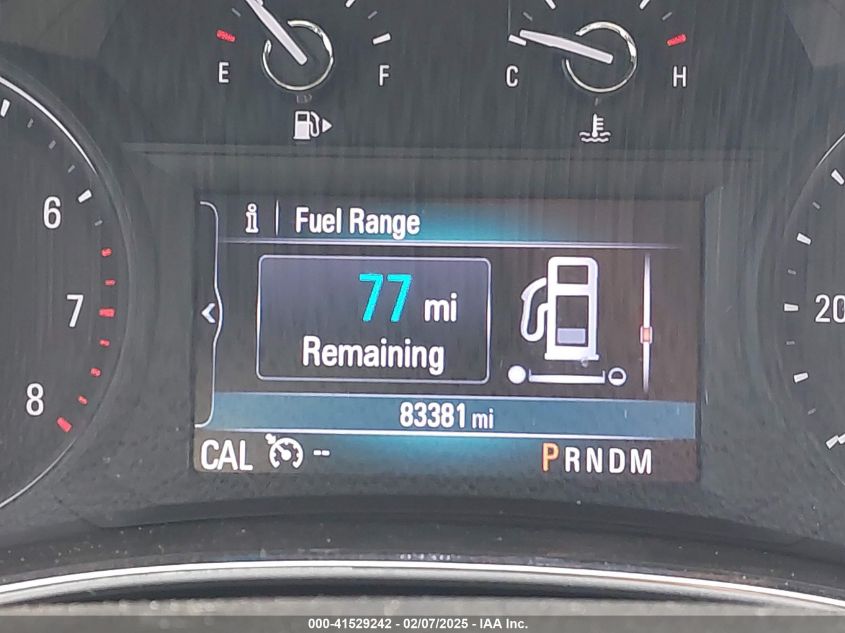 E F C H
Fuel Range
6
77 mi
7
20
Remaining
8
83381 mi
CAL -- PRNDM
000-41529242 - 02/07/2025 - IAA Inc.